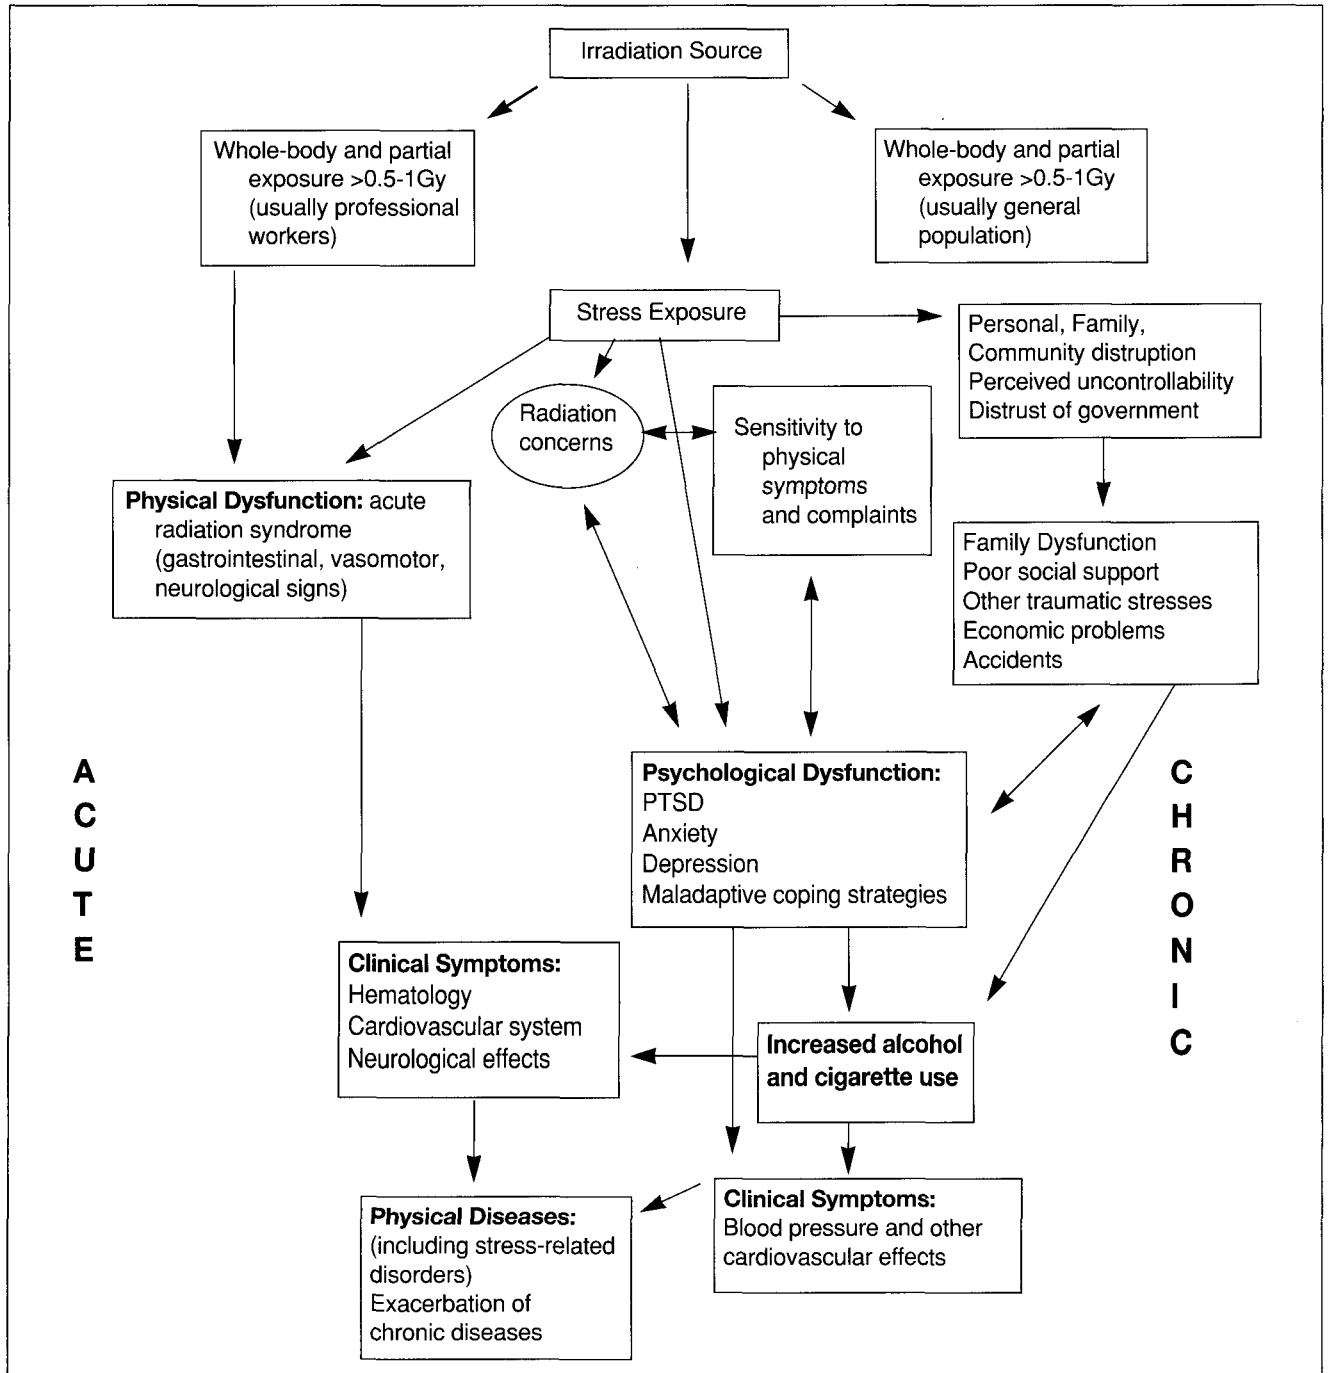 Irradiation Source
Whole-body and partial
exposure >0.5-1Gy
(usually professional
workers)
Whole-body and partial
exposure >0.5-1Gy
(usually general
population)
Stress Exposure
Personal, Family,
Community distruption
Perceived uncontrollability
Distrust of government
Radiation
concerns
Sensitivity to
physical
symptoms
and complaints
Physical Dysfunction: acute
radiation syndrome
(gastrointestinal, vasomotor,
neurological signs)
Family Dysfunction
Poor social support
Other traumatic stresses
Economic problems
Accidents
A
C
U
T
E
Psychological Dysfunction:
PTSD
Anxiety
Depression
Maladaptive coping strategies
C
H
R
O
N
I
C
Clinical Symptoms:
Hematology
Cardiovascular system
Neurological effects
Increased alcohol
and cigarette use
Physical Diseases:
(including stress-related
disorders)
Exacerbation of
chronic diseases
Clinical Symptoms:
Blood pressure and other
cardiovascular effects